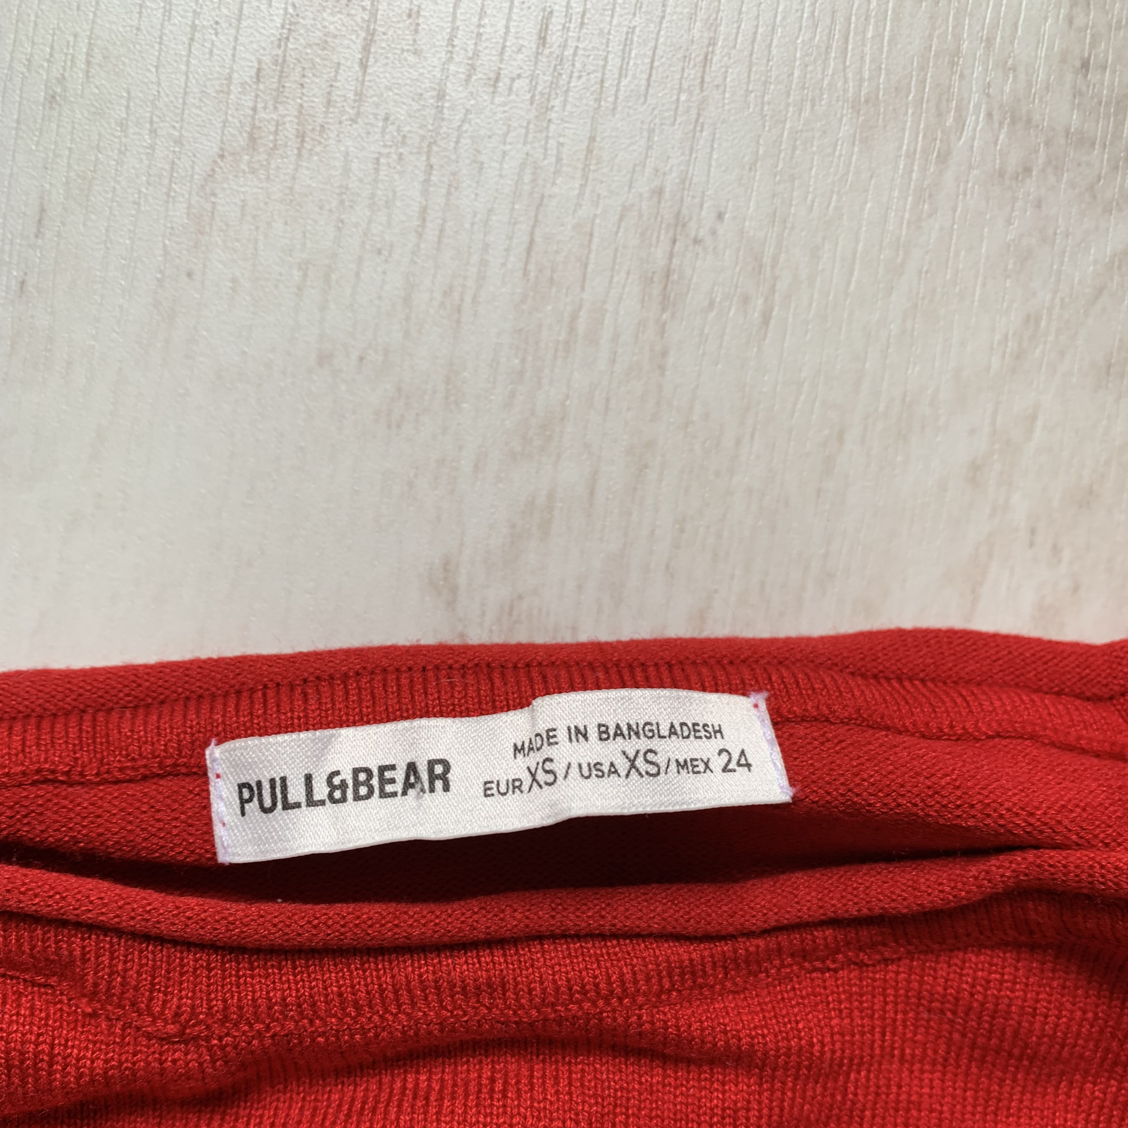 PULL&BEAR
MADE IN BANGLADESH
EUR XS / USA XS / MEX 24